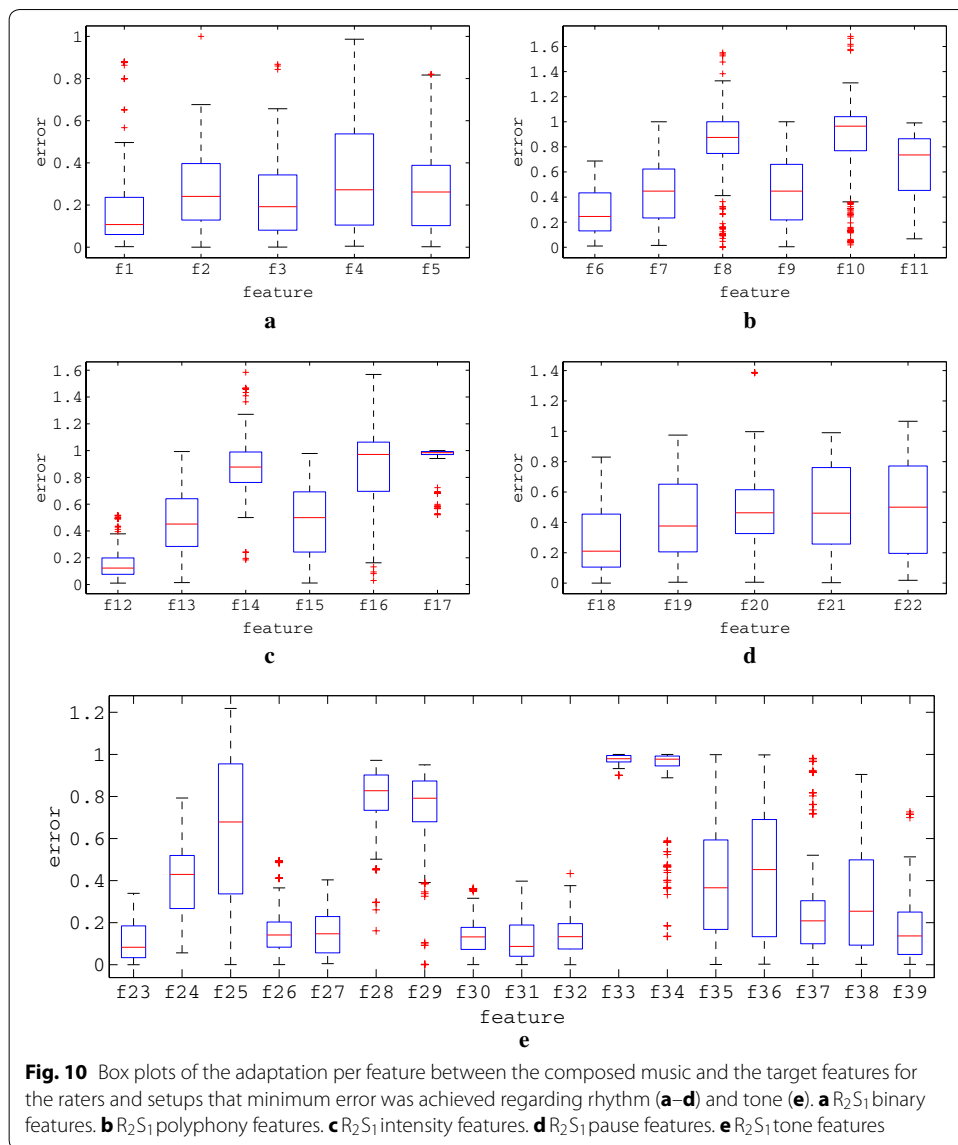 1
0.8
0.6
0.4
0.2
0
error
f1 f2 f3 f4 f5
feature
a
1.6
1.4
1.2
1
0.8
0.6
0.4
0.2
0
error
f6 f7 f8 f9 f10 f11
feature
b
1.6
1.4
1.2
1
0.8
0.6
0.4
0.2
0
error
f12 f13 f14 f15 f16 f17
feature
c
1.4
1.2
1
0.8
0.6
0.4
0.2
0
error
f18 f19 f20 f21 f22
feature
d
1.2
1
0.8
0.6
0.4
0.2
0
error
f23 f24 f25 f26 f27 f28 f29 f30 f31 f32 f33 f34 f35 f36 f37 f38 f39
feature
e
Fig. 10 Box plots of the adaptation per feature between the composed music and the target features for
the raters and setups that minimum error was achieved regarding rhythm (a–d) and tone (e). a R₂S₁ binary
features. b R₂S₁ polyphony features. c R₂S₁ intensity features. d R₂S₁ pause features. e R₂S₁ tone features